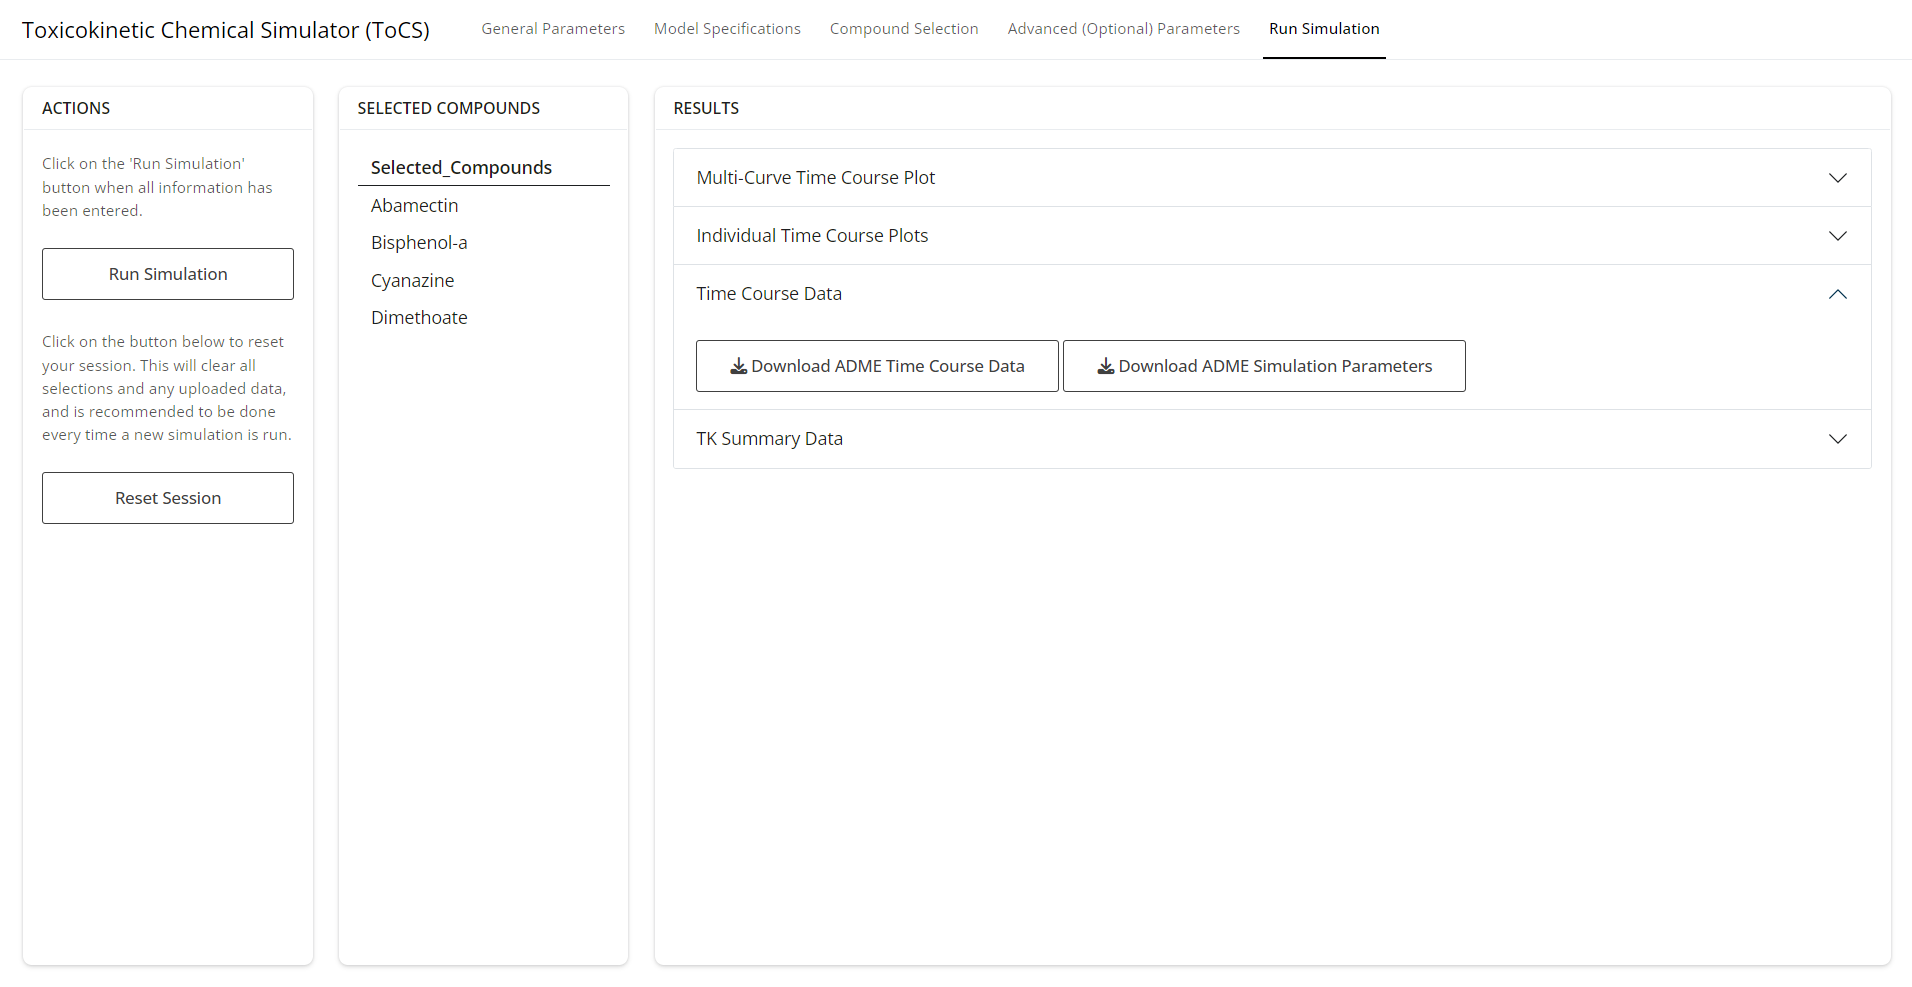 Toxicokinetic Chemical Simulator (ToCS)
General Parameters
Model Specifications
Compound Selection
Advanced (Optional) Parameters
Run Simulation
ACTIONS
Click on the 'Run Simulation'
button when all information has
been entered.
Run Simulation
Click on the button below to reset
your session. This will clear all
selections and any uploaded data,
and is recommended to be done
every time a new simulation is run.
Reset Session
SELECTED COMPOUNDS
Selected_Compounds
Abamectin
Bisphenol-a
Cyanazine
Dimethoate
RESULTS
Multi-Curve Time Course Plot
Individual Time Course Plots
Time Course Data
Download ADME Time Course Data
Download ADME Simulation Parameters
TK Summary Data